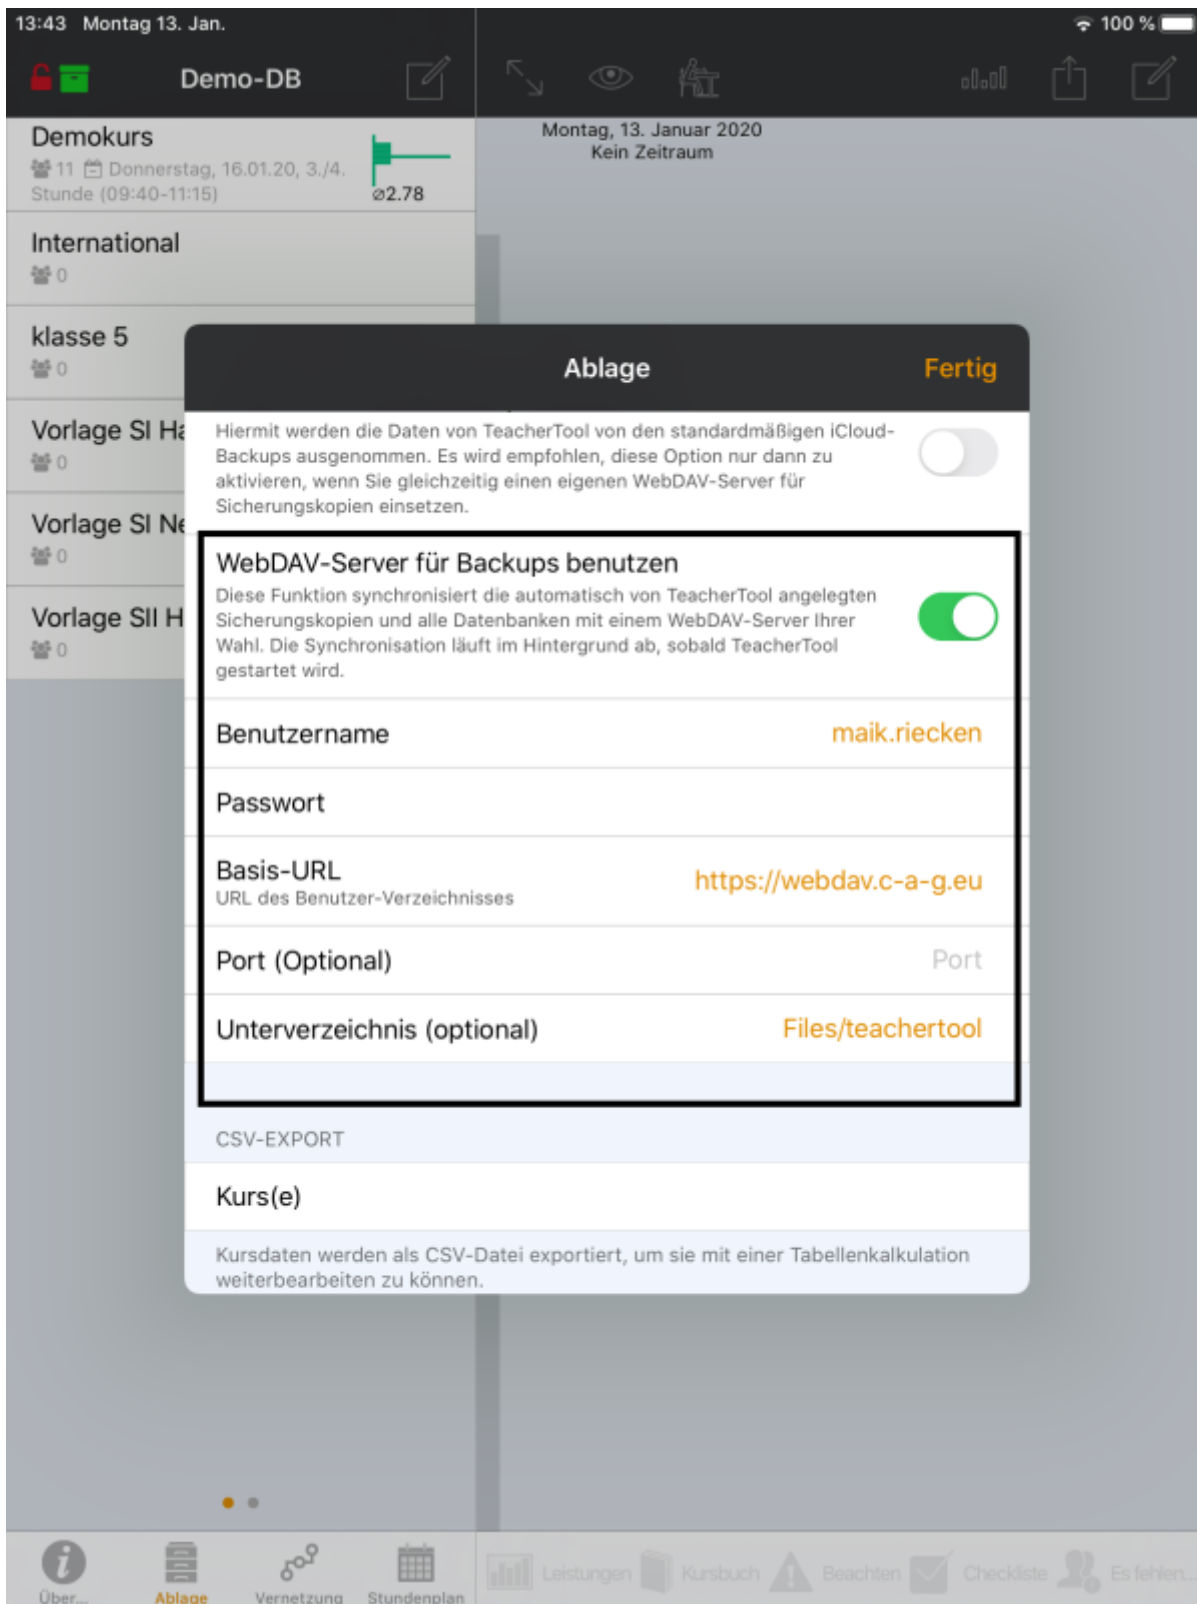 13:43 Montag 13. Jan.
100 %
Demo-DB
Demokurs
11 Donnerstag, 16.01.20, 3./4.
Stunde (09:40-11:15)
⌀2.78
International
0
klasse 5
0
Vorlage SI Ha
0
Vorlage SI Ne
0
Vorlage SII H
0
Montag, 13. Januar 2020
Kein Zeitraum
Ablage
Fertig
Hiermit werden die Daten von TeacherTool von den standardmäßigen iCloud-
Backups ausgenommen. Es wird empfohlen, diese Option nur dann zu
aktivieren, wenn Sie gleichzeitig einen eigenen WebDAV-Server für
Sicherungskopien einsetzen.
WebDAV-Server für Backups benutzen
Diese Funktion synchronisiert die automatisch von TeacherTool angelegten
Sicherungskopien und alle Datenbanken mit einem WebDAV-Server Ihrer
Wahl. Die Synchronisation läuft im Hintergrund ab, sobald TeacherTool
gestartet wird.
Benutzername
maik.riecken
Passwort
Basis-URL
URL des Benutzer-Verzeichnisses
https://webdav.c-a-g.eu
Port (Optional)
Port
Unterverzeichnis (optional)
Files/teachertool
CSV-EXPORT
Kurs(e)
Kursdaten werden als CSV-Datei exportiert, um sie mit einer Tabellenkalkulation
weiterbearbeiten zu können.
Über...
Ablage
Vernetzung
Stundenplan
Leistungen
Kursbuch
Beachten
Checkliste
Es fehlen...